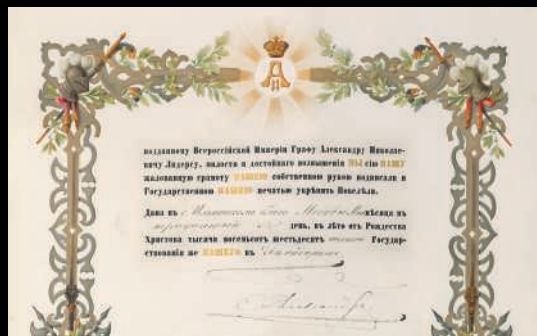 А
II
подданному Всероссійской Имперіи Графу Александру Николае-
вичу Лидерсу, милости и достойнаго возвышенія МЫ сію НАШУ
жалованную грамоту НАШЕЮ собственною рукою подписали и
Государственною НАШЕЮ печатью укрѣпить Повелѣли.
Дана въ мѣсяца въ
день, въ лѣто отъ Рождества
Христова тысяча восемьсотъ шестьдесятъ Государ-
ствованія же НАШЕГО въ